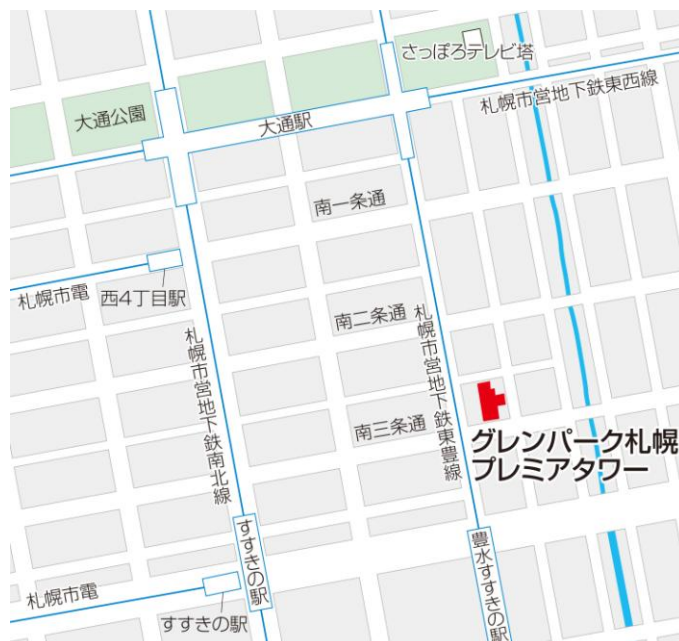 さっぽろテレビ塔
札幌市営地下鉄東西線
大通公園
大通駅
南一条通
札幌市電
西4丁目駅
南二条通
札幌市営地下鉄南北線
札幌市営地下鉄東豊線
南三条通
グレンパーク札幌
プレミアタワー
すすきの駅
豊水すすきの駅
札幌市電
すすきの駅